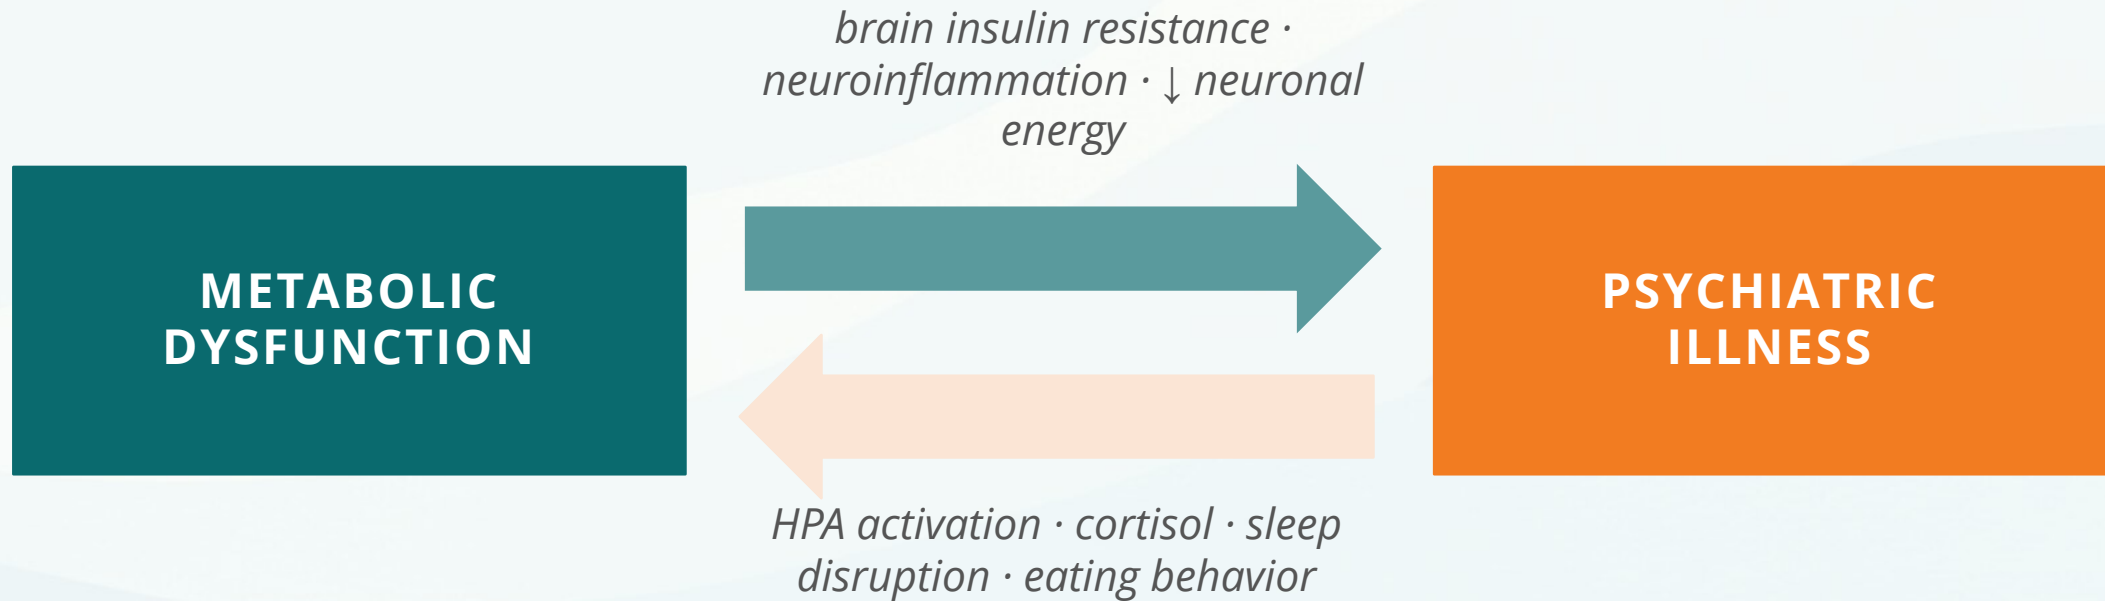 brain insulin resistance ·
neuroinflammation · ↓ neuronal
energy
METABOLIC
DYSFUNCTION
PSYCHIATRIC
ILLNESS
HPA activation · cortisol · sleep
disruption · eating behavior